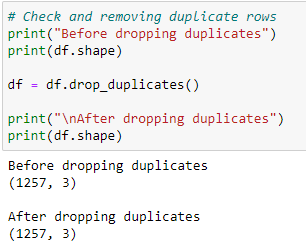 # Check and removing duplicate rows
print("Before dropping duplicates")
print(df.shape)

df = df.drop_duplicates()

print("\nAfter dropping duplicates")
print(df.shape)

Before dropping duplicates
(1257, 3)

After dropping duplicates
(1257, 3)